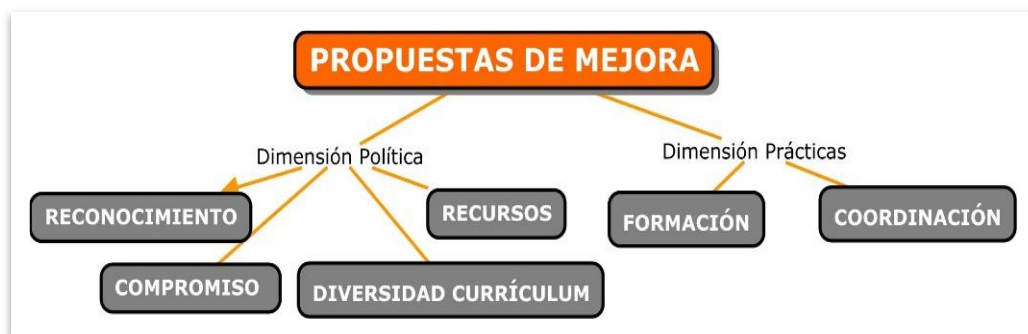 PROPUESTAS DE MEJORA
Dimensión Política
Dimensión Prácticas
RECONOCIMIENTO
RECURSOS
FORMACIÓN
COORDINACIÓN
COMPROMISO
DIVERSIDAD CURRÍCULUM